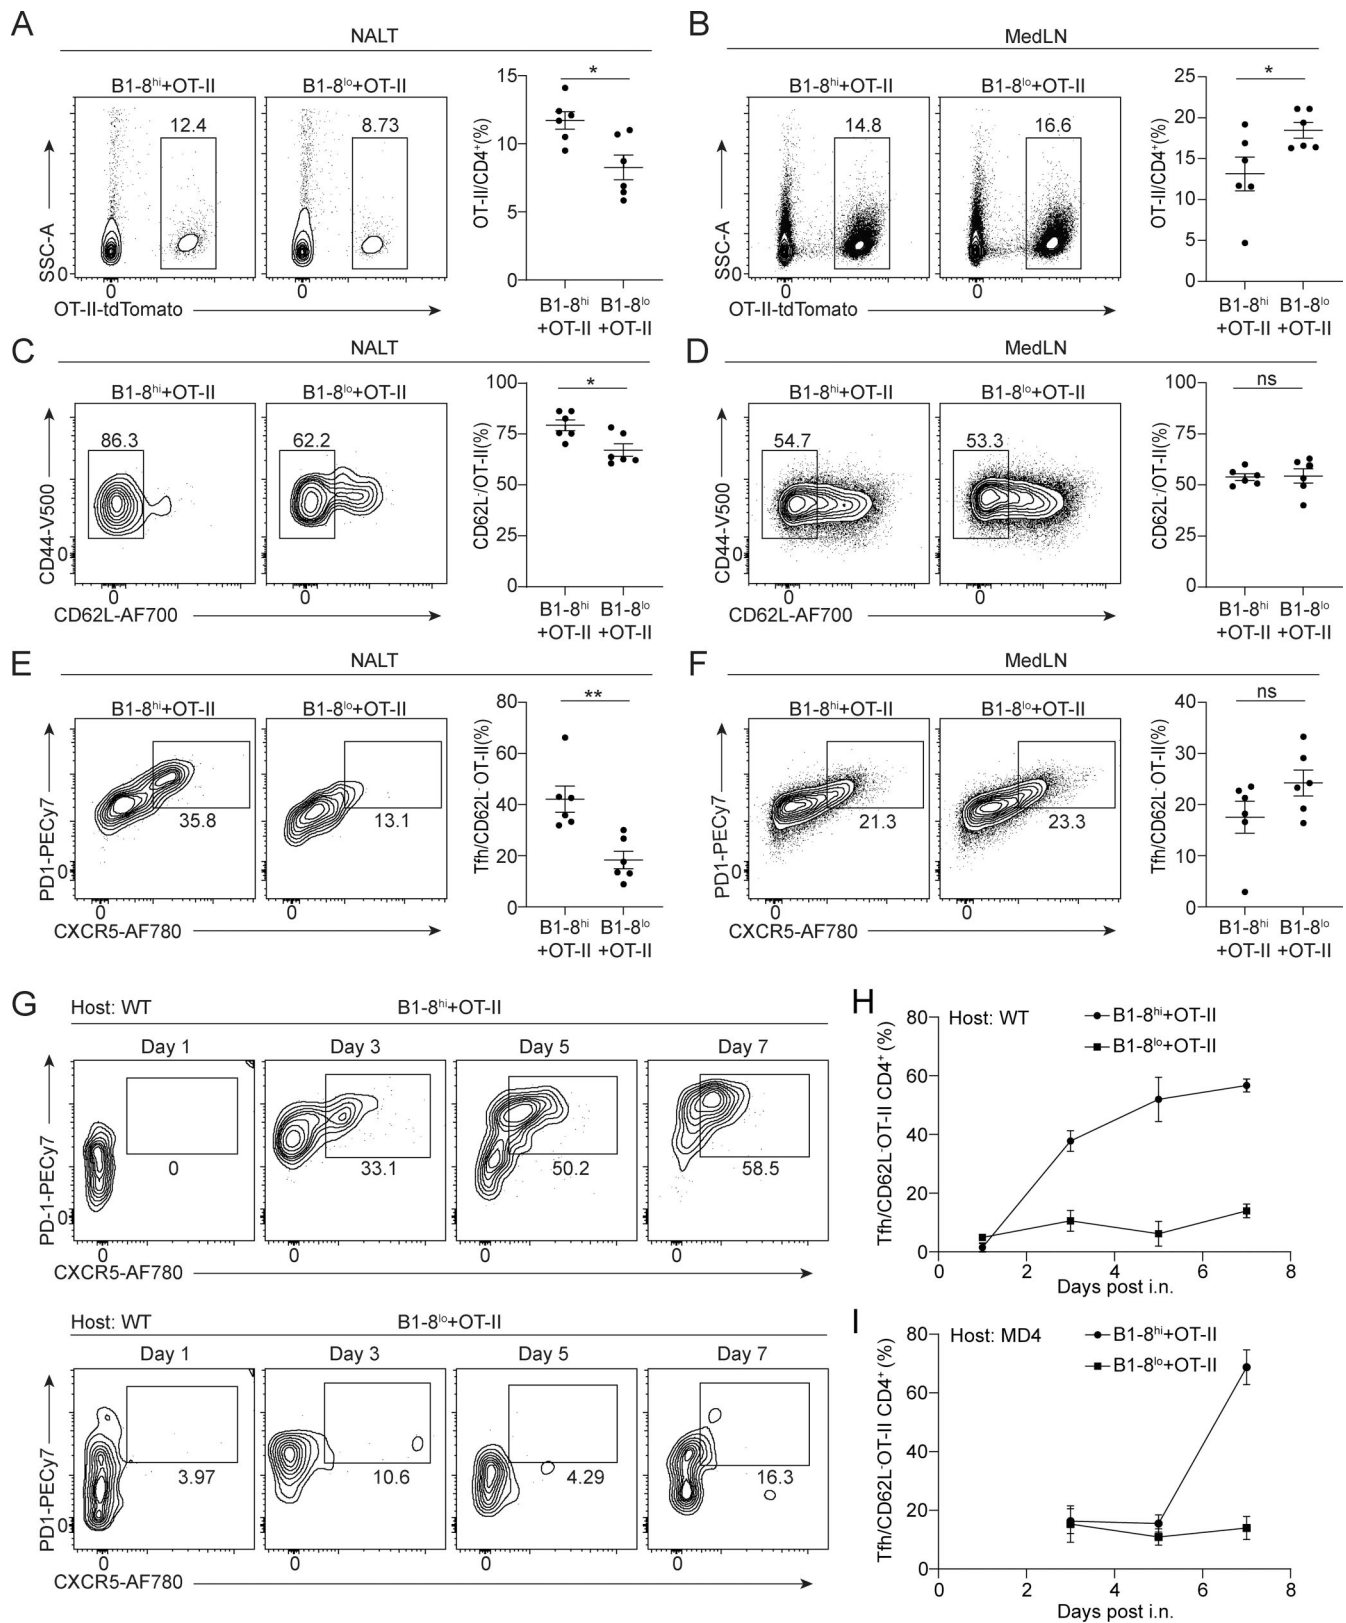 A
NALT
B1-8hi+OT-II
B1-8lo+OT-II
12.4
8.73
SSC-A
0
0
0
OT-II-tdTomato
OT-II/CD4+(%)
15
10
5
0
*
B1-8hi +OT-II
B1-8lo +OT-II
B
MedLN
B1-8hi+OT-II
B1-8lo+OT-II
14.8
16.6
SSC-A
0
0
0
OT-II-tdTomato
OT-II/CD4+(%)
25
20
15
10
5
0
*
B1-8hi +OT-II
B1-8lo +OT-II
C
NALT
B1-8hi+OT-II
B1-8lo+OT-II
86.3
62.2
CD44-V500
0
0
0
CD62L-AF700
CD62L-/OT-II(%)
100
75
50
25
0
*
B1-8hi +OT-II
B1-8lo +OT-II
D
MedLN
B1-8hi+OT-II
B1-8lo+OT-II
54.7
53.3
CD44-V500
0
0
0
CD62L-AF700
CD62L-/OT-II(%)
100
75
50
25
0
ns
B1-8hi +OT-II
B1-8lo +OT-II
E
NALT
B1-8hi+OT-II
B1-8lo+OT-II
35.8
13.1
PD1-PECy7
0
0
0
CXCR5-AF780
Tfh/CD62L- OT-II(%)
80
60
40
20
0
**
B1-8hi +OT-II
B1-8lo +OT-II
F
MedLN
B1-8hi+OT-II
B1-8lo+OT-II
21.3
23.3
PD1-PECy7
0
0
0
CXCR5-AF780
Tfh/CD62L- OT-II(%)
40
30
20
10
0
ns
B1-8hi +OT-II
B1-8lo +OT-II
G
Host: WT
B1-8hi+OT-II
Day 1
Day 3
Day 5
Day 7
0
33.1
50.2
58.5
PD-1-PECy7
0
0
0
0
0
CXCR5-AF780
Host: WT
B1-8lo+OT-II
Day 1
Day 3
Day 5
Day 7
3.97
10.6
4.29
16.3
PD1-PECy7
0
0
0
0
0
CXCR5-AF780
H
Host: WT
B1-8hi+OT-II
B1-8lo+OT-II
Tfh/CD62L-OT-II CD4+ (%)
80
60
40
20
0
0 2 4 6 8
Days post i.n.
I
Host: MD4
B1-8hi+OT-II
B1-8lo+OT-II
Tfh/CD62L-OT-II CD4+ (%)
80
60
40
20
0
0 2 4 6 8
Days post i.n.